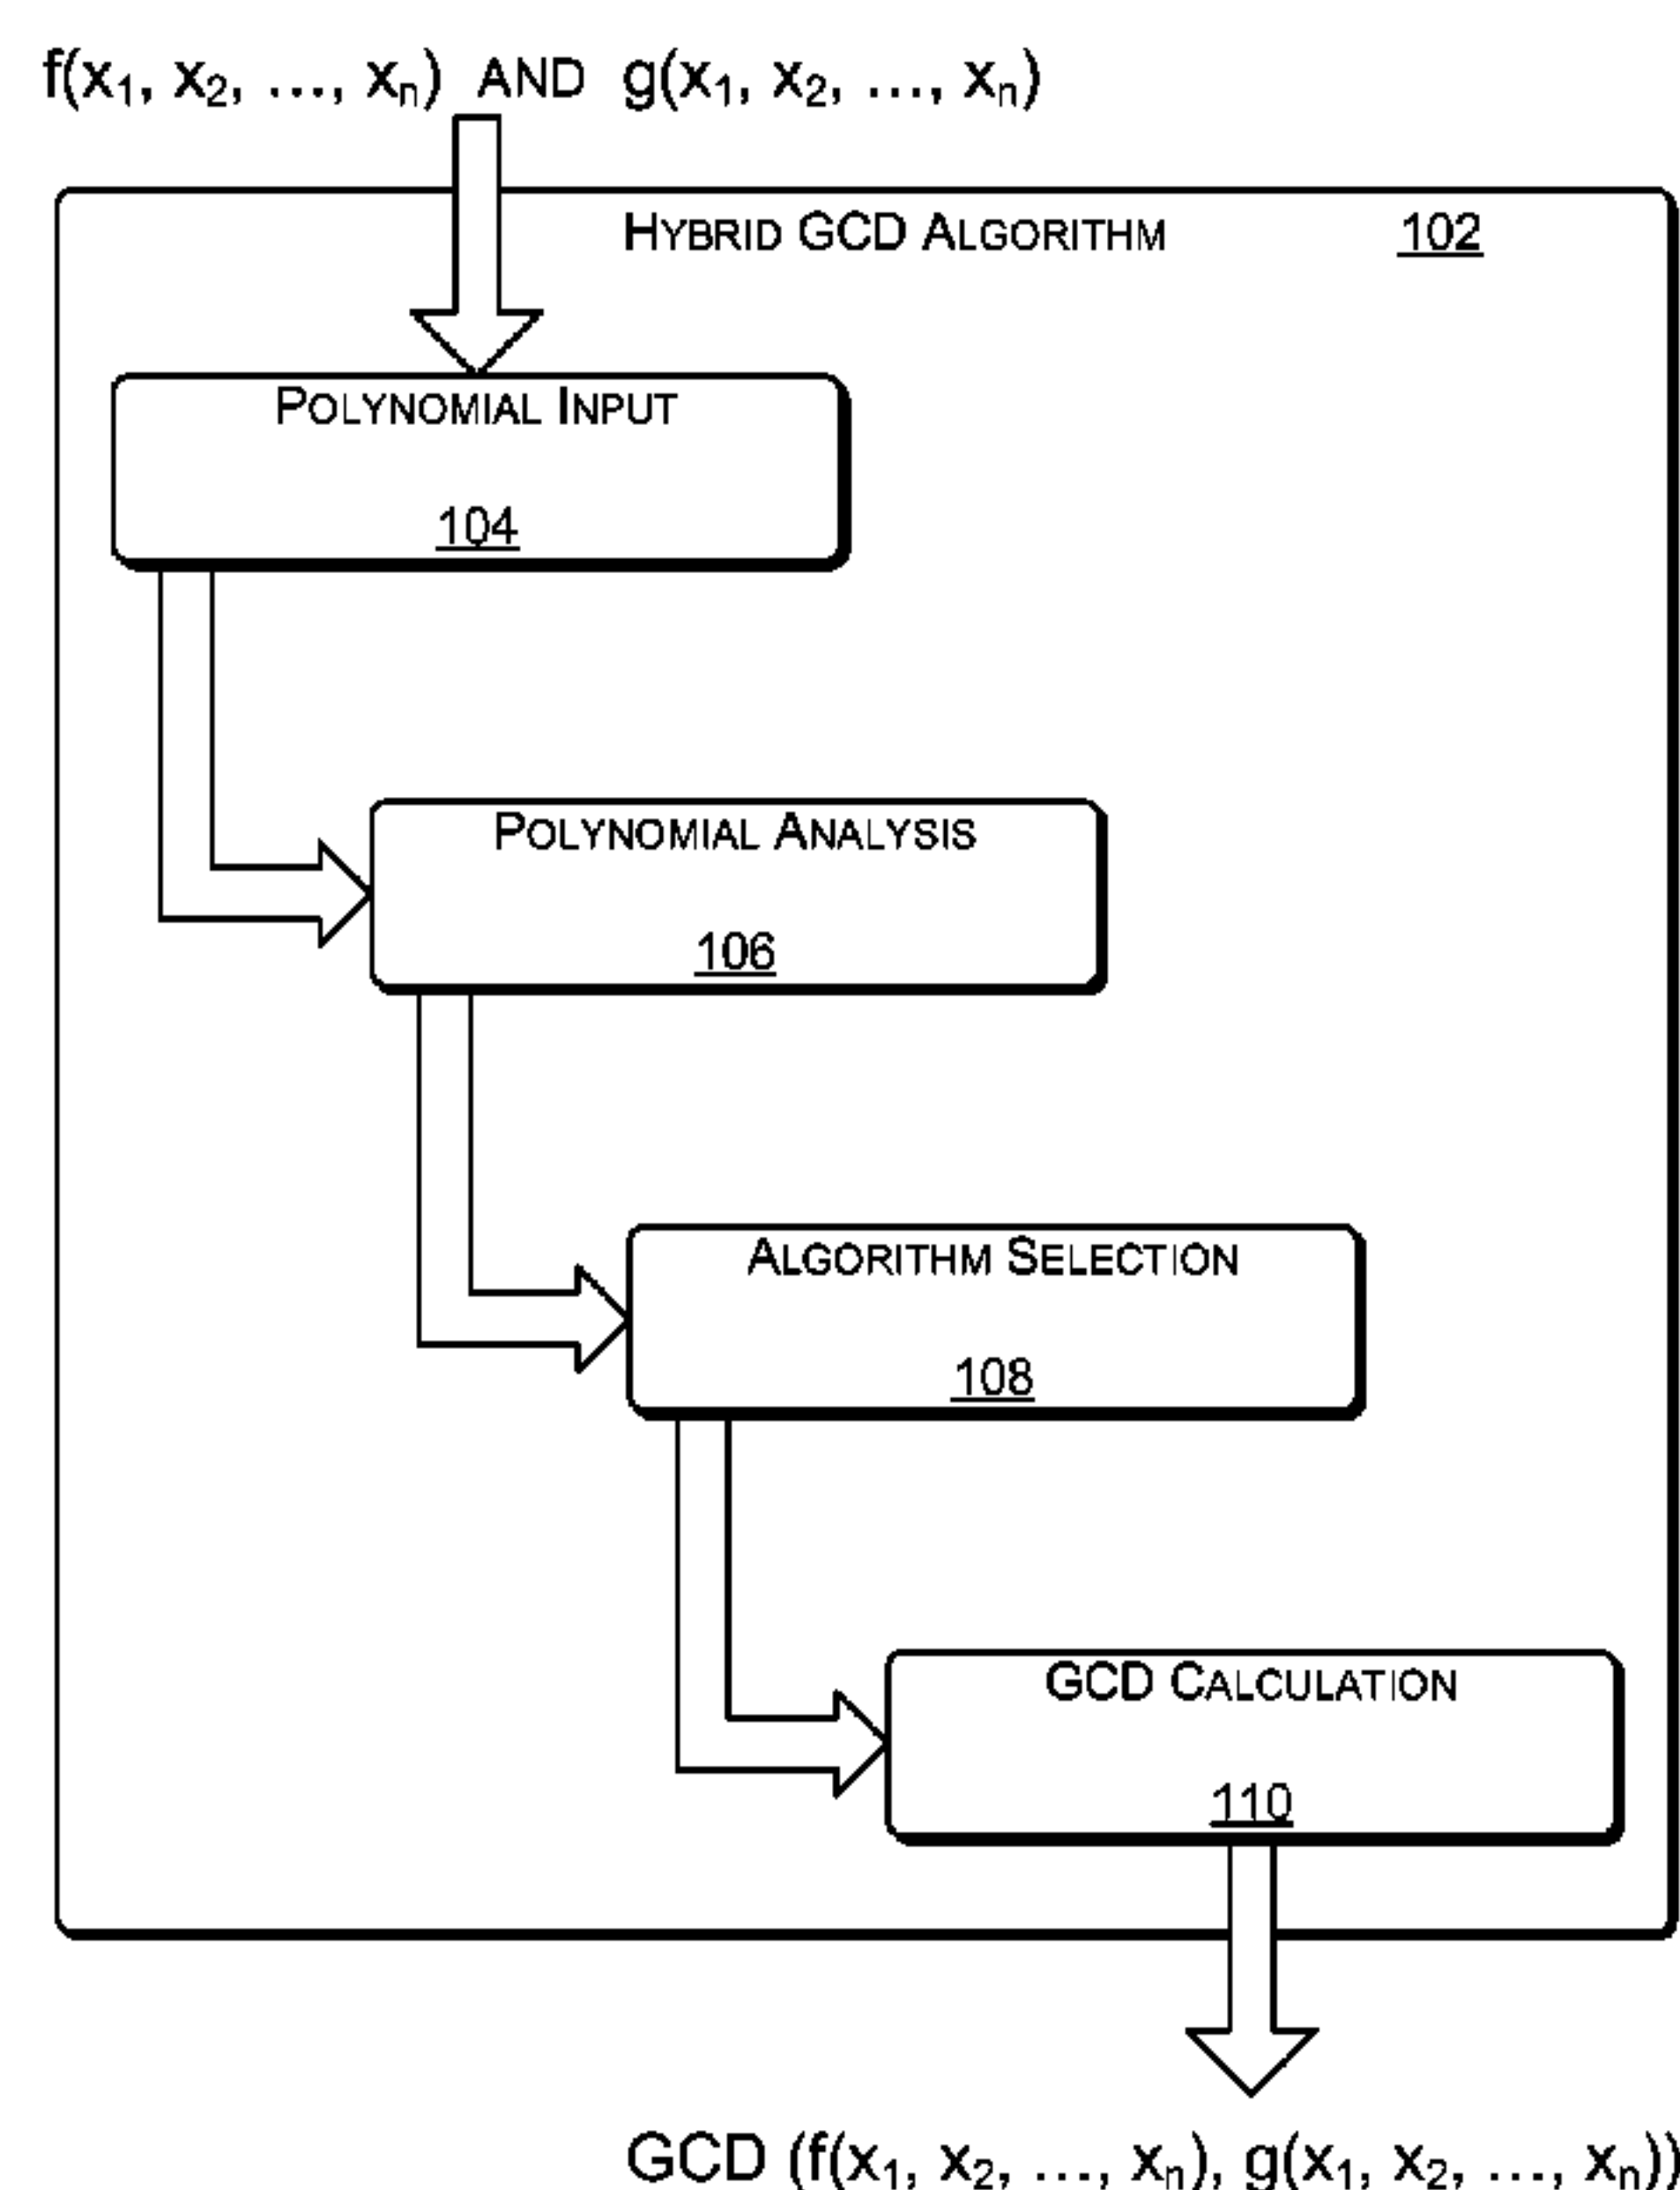 f(x₁, x₂, ..., xₙ) AND g(x₁, x₂, ..., xₙ)
HYBRID GCD ALGORITHM 102
POLYNOMIAL INPUT
104
POLYNOMIAL ANALYSIS
106
ALGORITHM SELECTION
108
GCD CALCULATION
110
GCD (f(x₁, x₂, ..., xₙ), g(x₁, x₂, ..., xₙ))